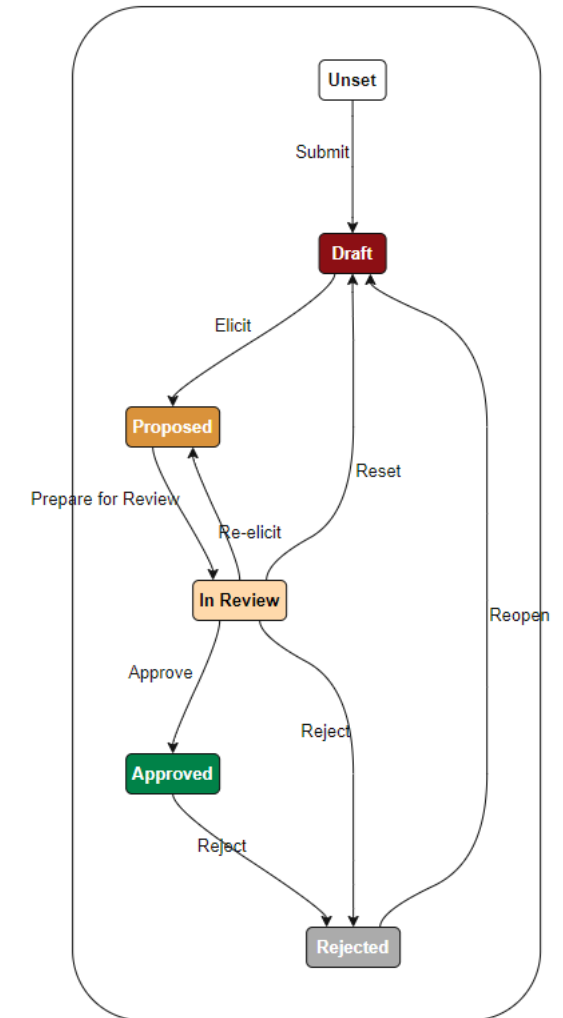 Unset
Submit
Draft
Elicit
Proposed
Reset
Prepare for Review
Re-elicit
In Review
Reopen
Approve
Reject
Approved
Reject
Rejected